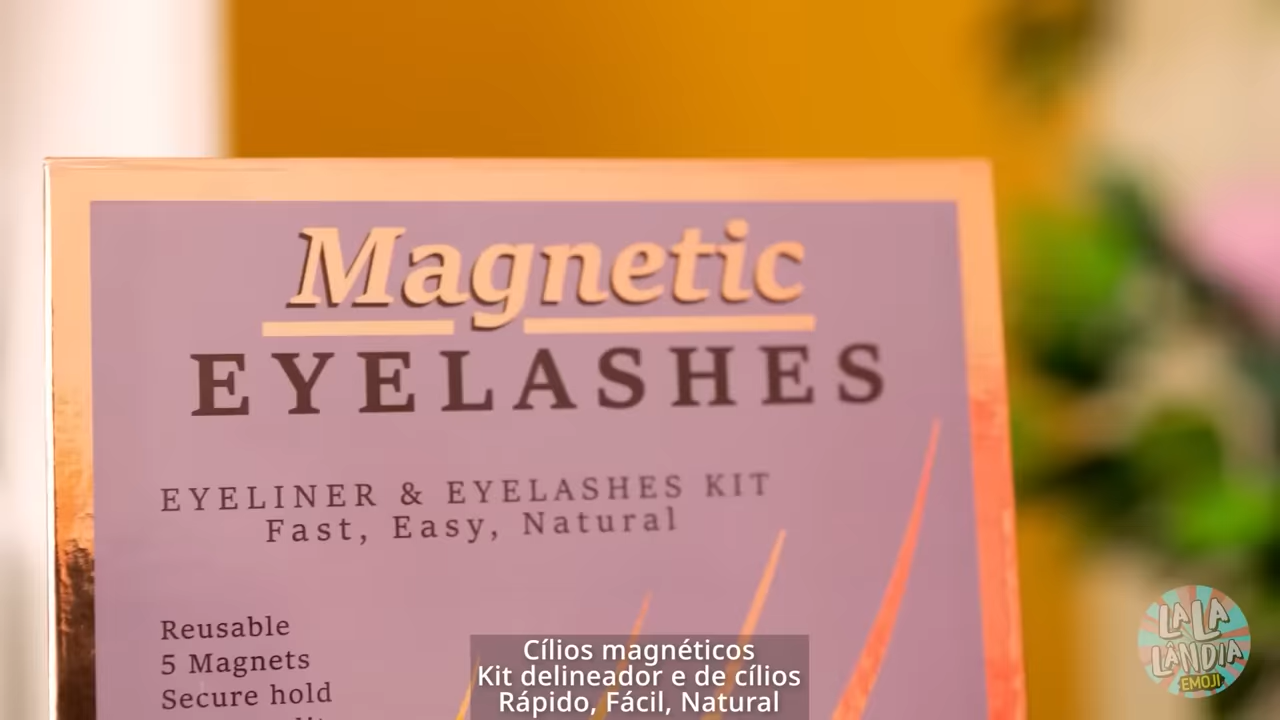 Magnetic
EYELASHES
EYELINER & EYELASHES KIT
Fast, Easy, Natural
Reusable
5 Magnets
Secure hold
Cílios magnéticos
Kit delineador e de cílios
Rápido, Fácil, Natural
LA LA
LÂNDIA
EMOJI